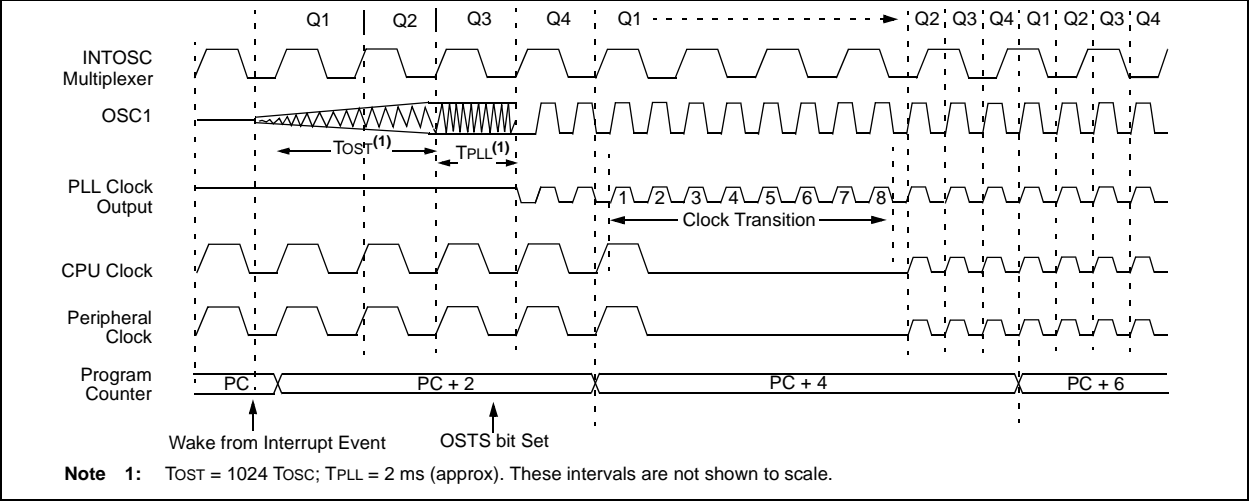 Q1 Q2 Q3 Q4 Q1 Q2 Q3 Q4 Q1 Q2 Q3 Q4
INTOSC
Multiplexer
OSC1
TOST(1)
TPLL(1)
PLL Clock
Output
1 2 3 4 5 6 7 8
Clock Transition
CPU Clock
Peripheral
Clock
Program
Counter
PC PC + 2 PC + 4 PC + 6
Wake from Interrupt Event
OSTS bit Set
Note 1: TOST = 1024 TOSC; TPLL = 2 ms (approx). These intervals are not shown to scale.